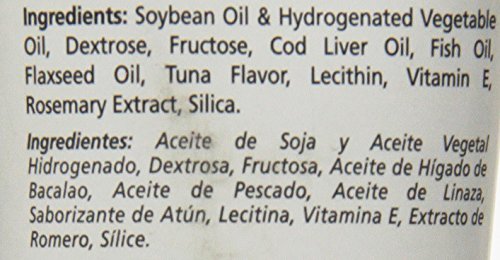 Ingredients: Soybean Oil & Hydrogenated Vegetable
Oil, Dextrose, Fructose, Cod Liver Oil, Fish Oil,
Flaxseed Oil, Tuna Flavor, Lecithin, Vitamin E,
Rosemary Extract, Silica.
Ingredientes: Aceite de Soja y Aceite Vegetal
Hidrogenado, Dextrosa, Fructosa, Aceite de Hígado de
Bacalao, Aceite de Pescado, Aceite de Linaza,
Saborizante de Atún, Lecitina, Vitamina E, Extracto de
Romero, Sílice.